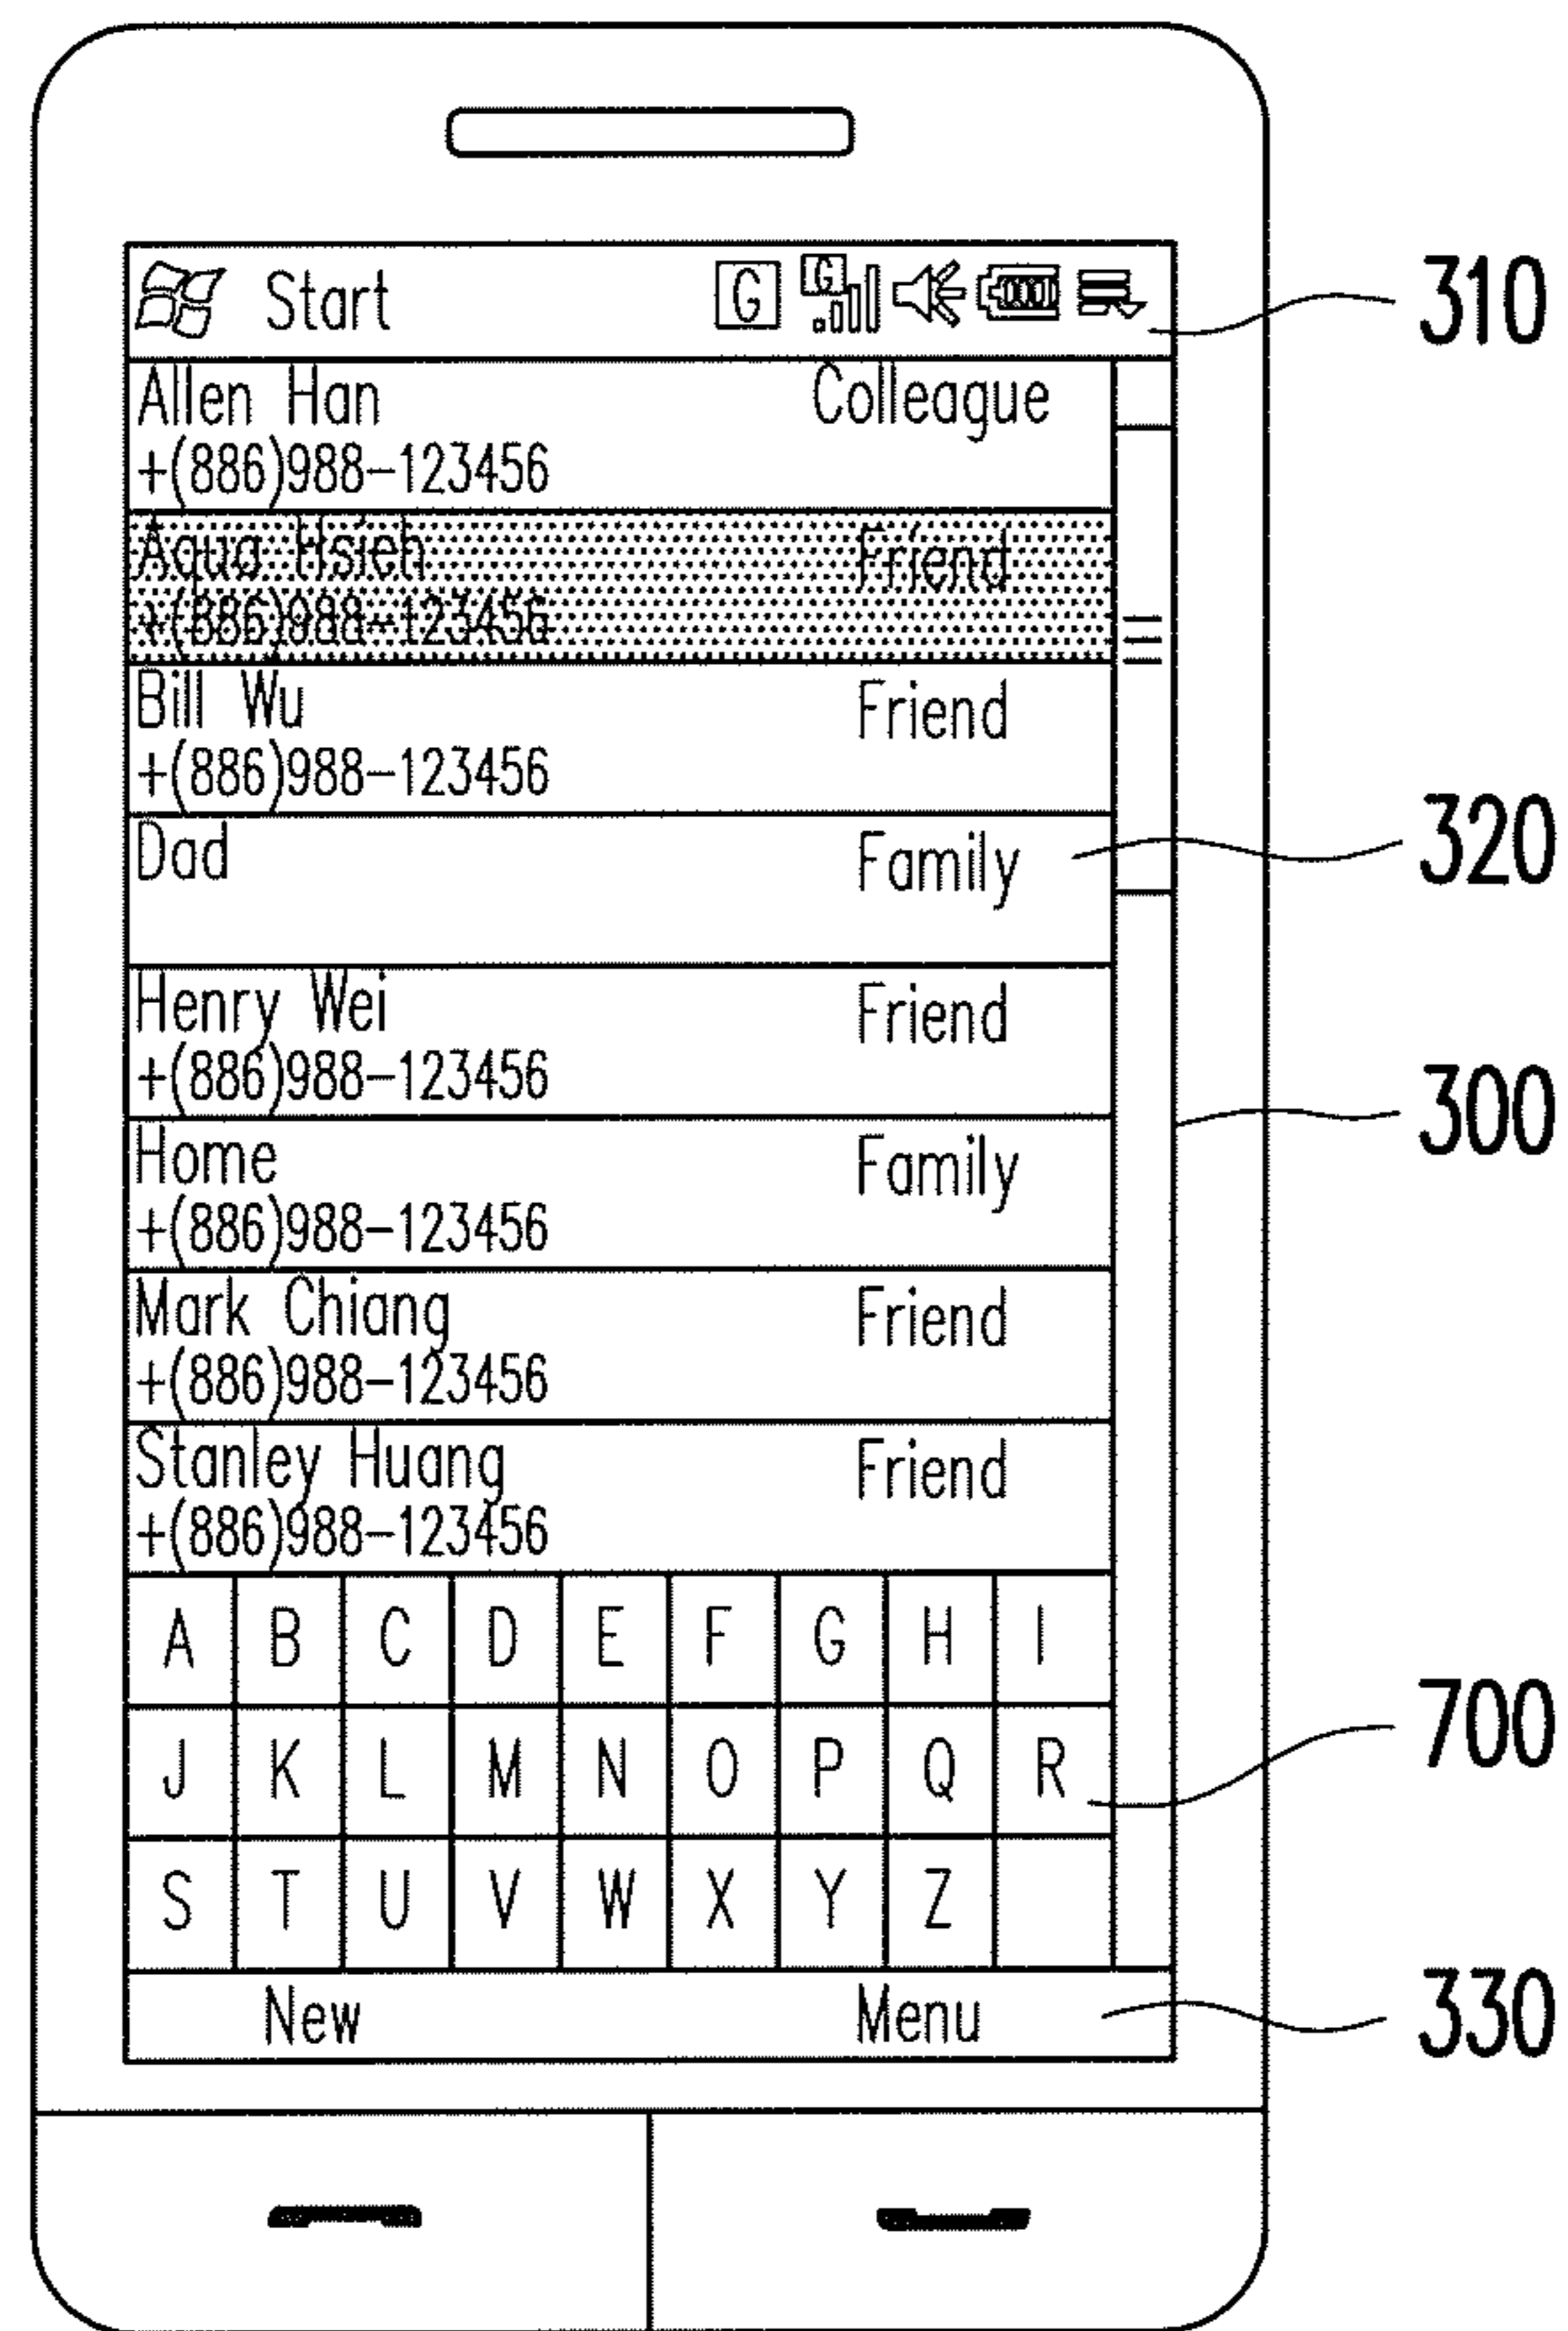 Start G G
310
Allen Han Colleague
+(886)988-123456
Aqua Hsieh Friend
+(886)988-123456
Bill Wu Friend
+(886)988-123456
320
Dad Family
Henry Wei Friend
+(886)988-123456
300
Home Family
+(886)988-123456
Mark Chiang Friend
+(886)988-123456
Stanley Huang Friend
+(886)988-123456
A B C D E F G H I
J K L M N O P Q R
700
S T U V W X Y Z
New Menu
330